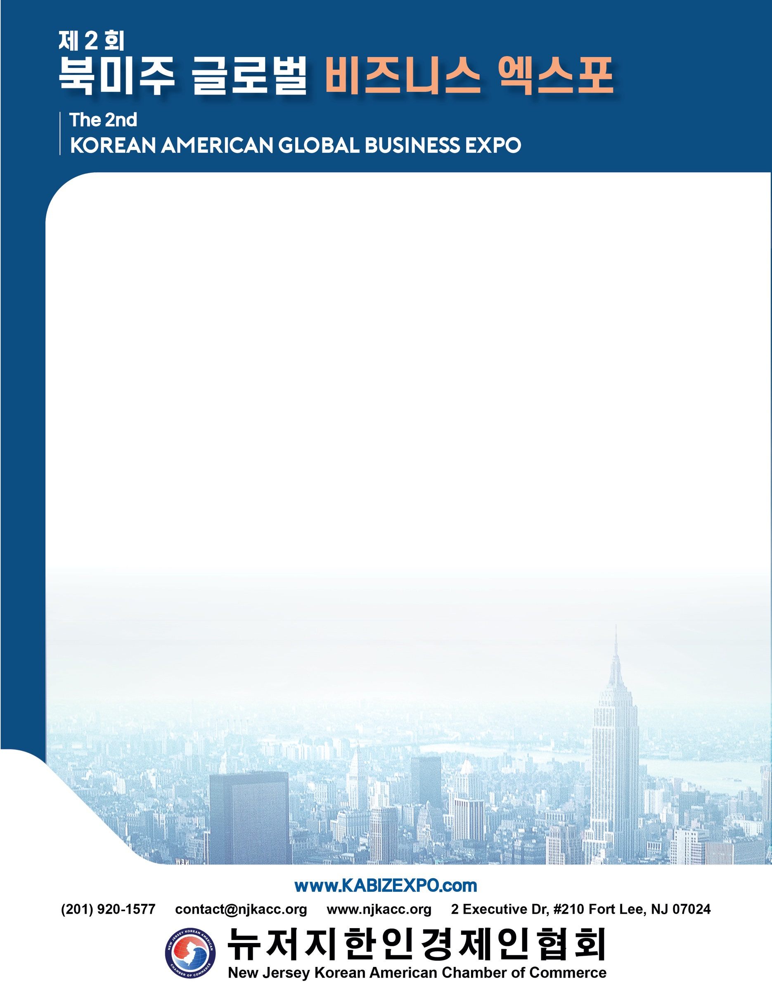 제 2 회
북미주 글로벌 비즈니스 엑스포
The 2nd
KOREAN AMERICAN GLOBAL BUSINESS EXPO
NEW
www.KABIZEXPO.com
(201) 920-1577 contact@njkacc.org www.njkacc.org 2 Executive Dr, #210 Fort Lee, NJ 07024
NEW JERSEY KOREAN AMERICAN
CHAMBER OF COMMERCE
뉴저지한인경제인협회
New Jersey Korean American Chamber of Commerce